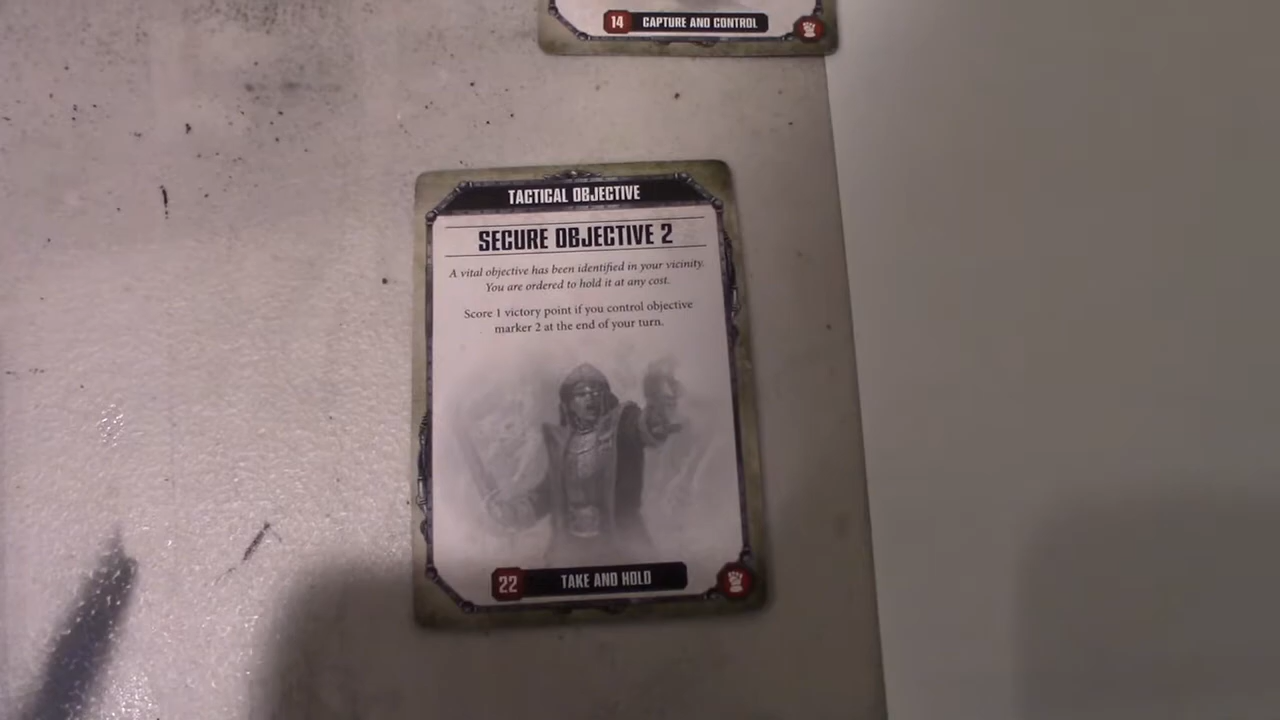 14 CAPTURE AND CONTROL
TACTICAL OBJECTIVE
SECURE OBJECTIVE 2
A vital objective has been identified in your vicinity.
You are ordered to hold it at any cost.
Score 1 victory point if you control objective
marker 2 at the end of your turn.
22 TAKE AND HOLD